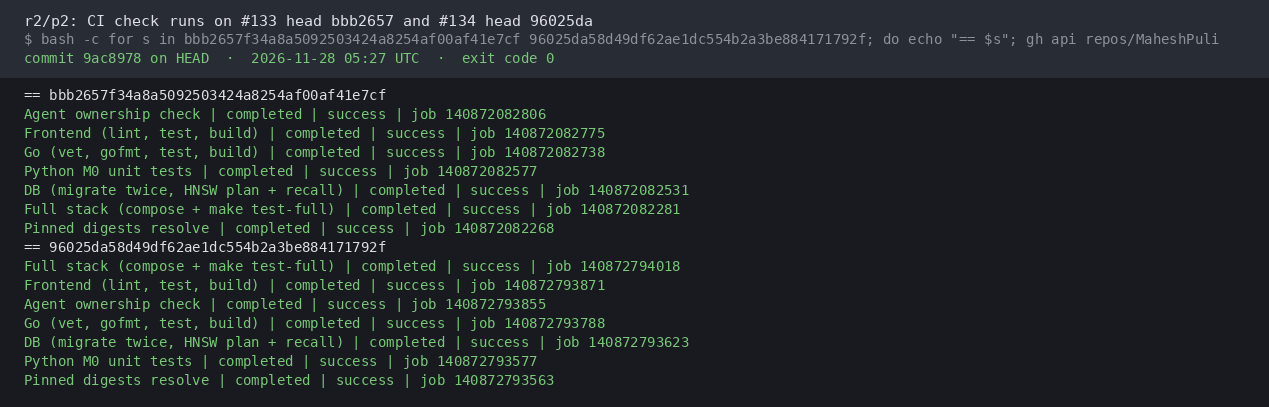 r2/p2: CI check runs on #133 head bbb2657 and #134 head 96025da
$ bash -c for s in bbb2657f34a8a5092503424a8254af00af41e7cf 96025da58d49df62ae1dc554b2a3be884171792f; do echo "== $s"; gh api repos/MaheshPuli
commit 9ac8978 on HEAD · 2026-11-28 05:27 UTC · exit code 0
== bbb2657f34a8a5092503424a8254af00af41e7cf
Agent ownership check | completed | success | job 140872082806
Frontend (lint, test, build) | completed | success | job 140872082775
Go (vet, gofmt, test, build) | completed | success | job 140872082738
Python M0 unit tests | completed | success | job 140872082577
DB (migrate twice, HNSW plan + recall) | completed | success | job 140872082531
Full stack (compose + make test-full) | completed | success | job 140872082281
Pinned digests resolve | completed | success | job 140872082268
== 96025da58d49df62ae1dc554b2a3be884171792f
Full stack (compose + make test-full) | completed | success | job 140872794018
Frontend (lint, test, build) | completed | success | job 140872793871
Agent ownership check | completed | success | job 140872793855
Go (vet, gofmt, test, build) | completed | success | job 140872793788
DB (migrate twice, HNSW plan + recall) | completed | success | job 140872793623
Python M0 unit tests | completed | success | job 140872793577
Pinned digests resolve | completed | success | job 140872793563